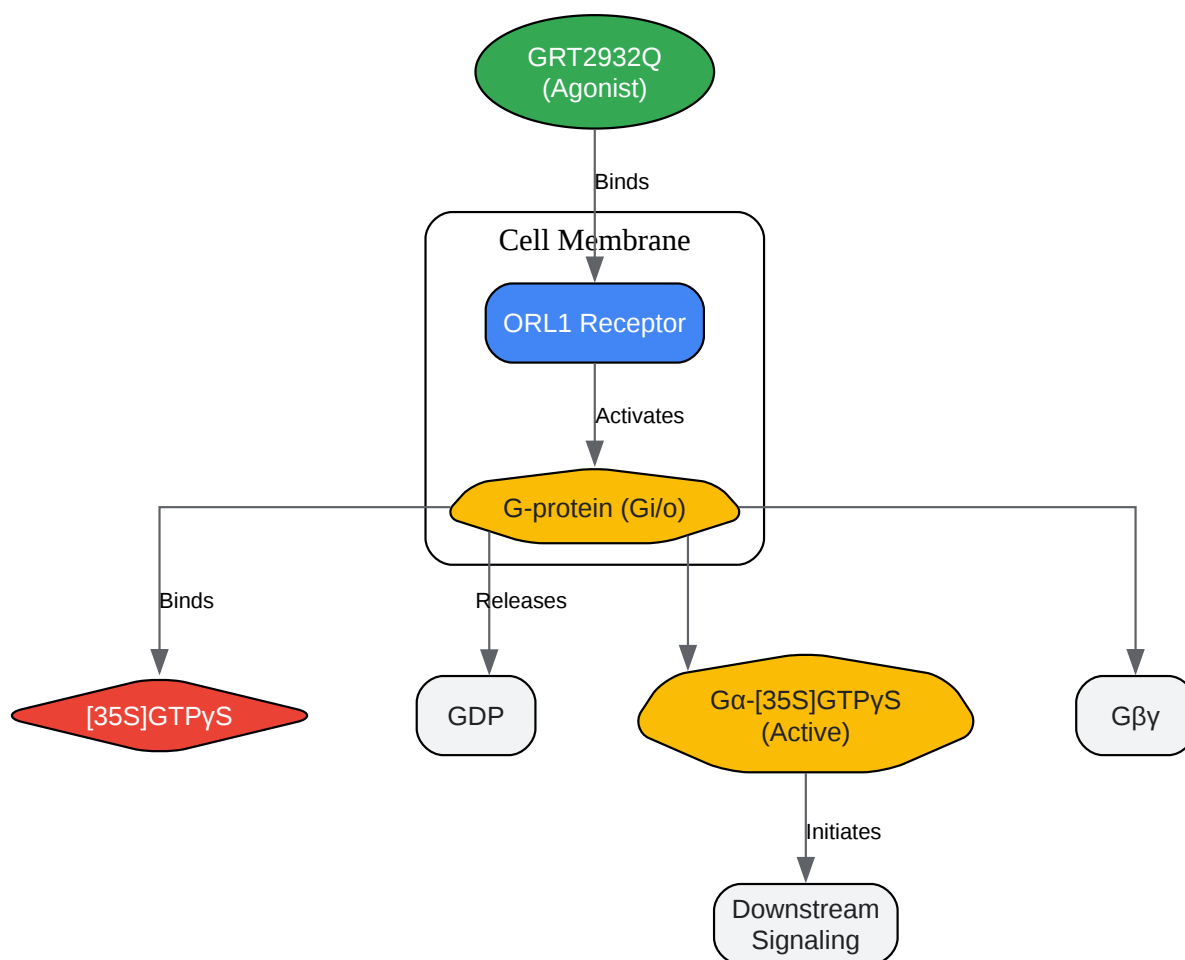 GRT2932Q
(Agonist)
Binds
Cell Membrane
ORL1 Receptor
Activates
G-protein (Gi/o)
Binds
Releases
[35S]GTPγS
GDP
Gα-[35S]GTPγS
(Active)
Gβγ
Initiates
Downstream
Signaling